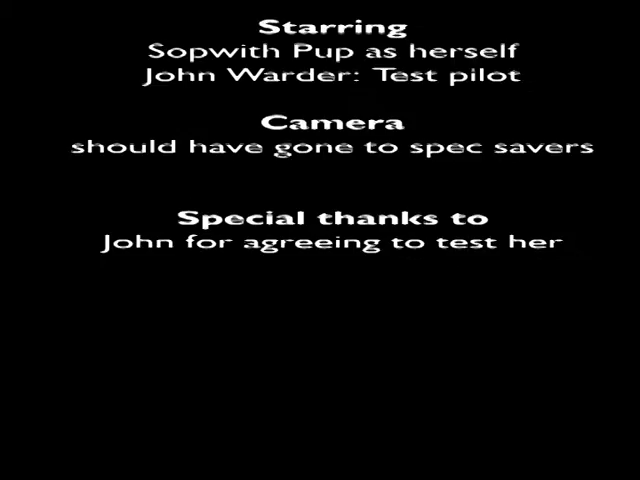 Starring
Sopwith Pup as herself
John Warder: Test pilot
Camera
should have gone to spec savers
Special thanks to
John for agreeing to test her